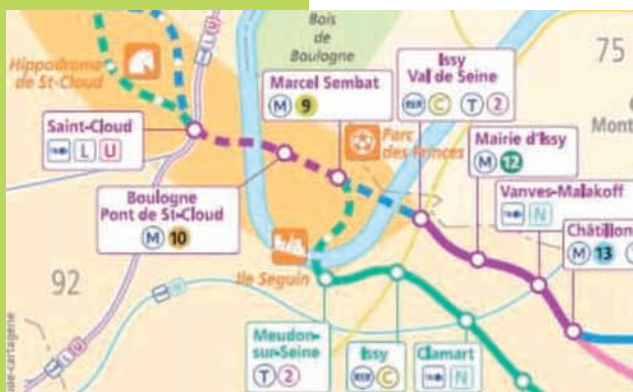 Bois
de
Boulogne
75
Hippodrome
de St-Cloud
L U
Marcel Sembat
M 9
Issy
Val de Seine
RER C T 2
Saint-Cloud
L U
Parc
des Princes
Mairie d'Issy
M 12
Mont
Vanves-Malakoff
N
Boulogne
Pont de St-Cloud
M 10
Châtillon
M 13
92
Ile Seguin
N
N
L U
Meudon-
sur-Seine
T 2
Issy
RER C
Clamart
N